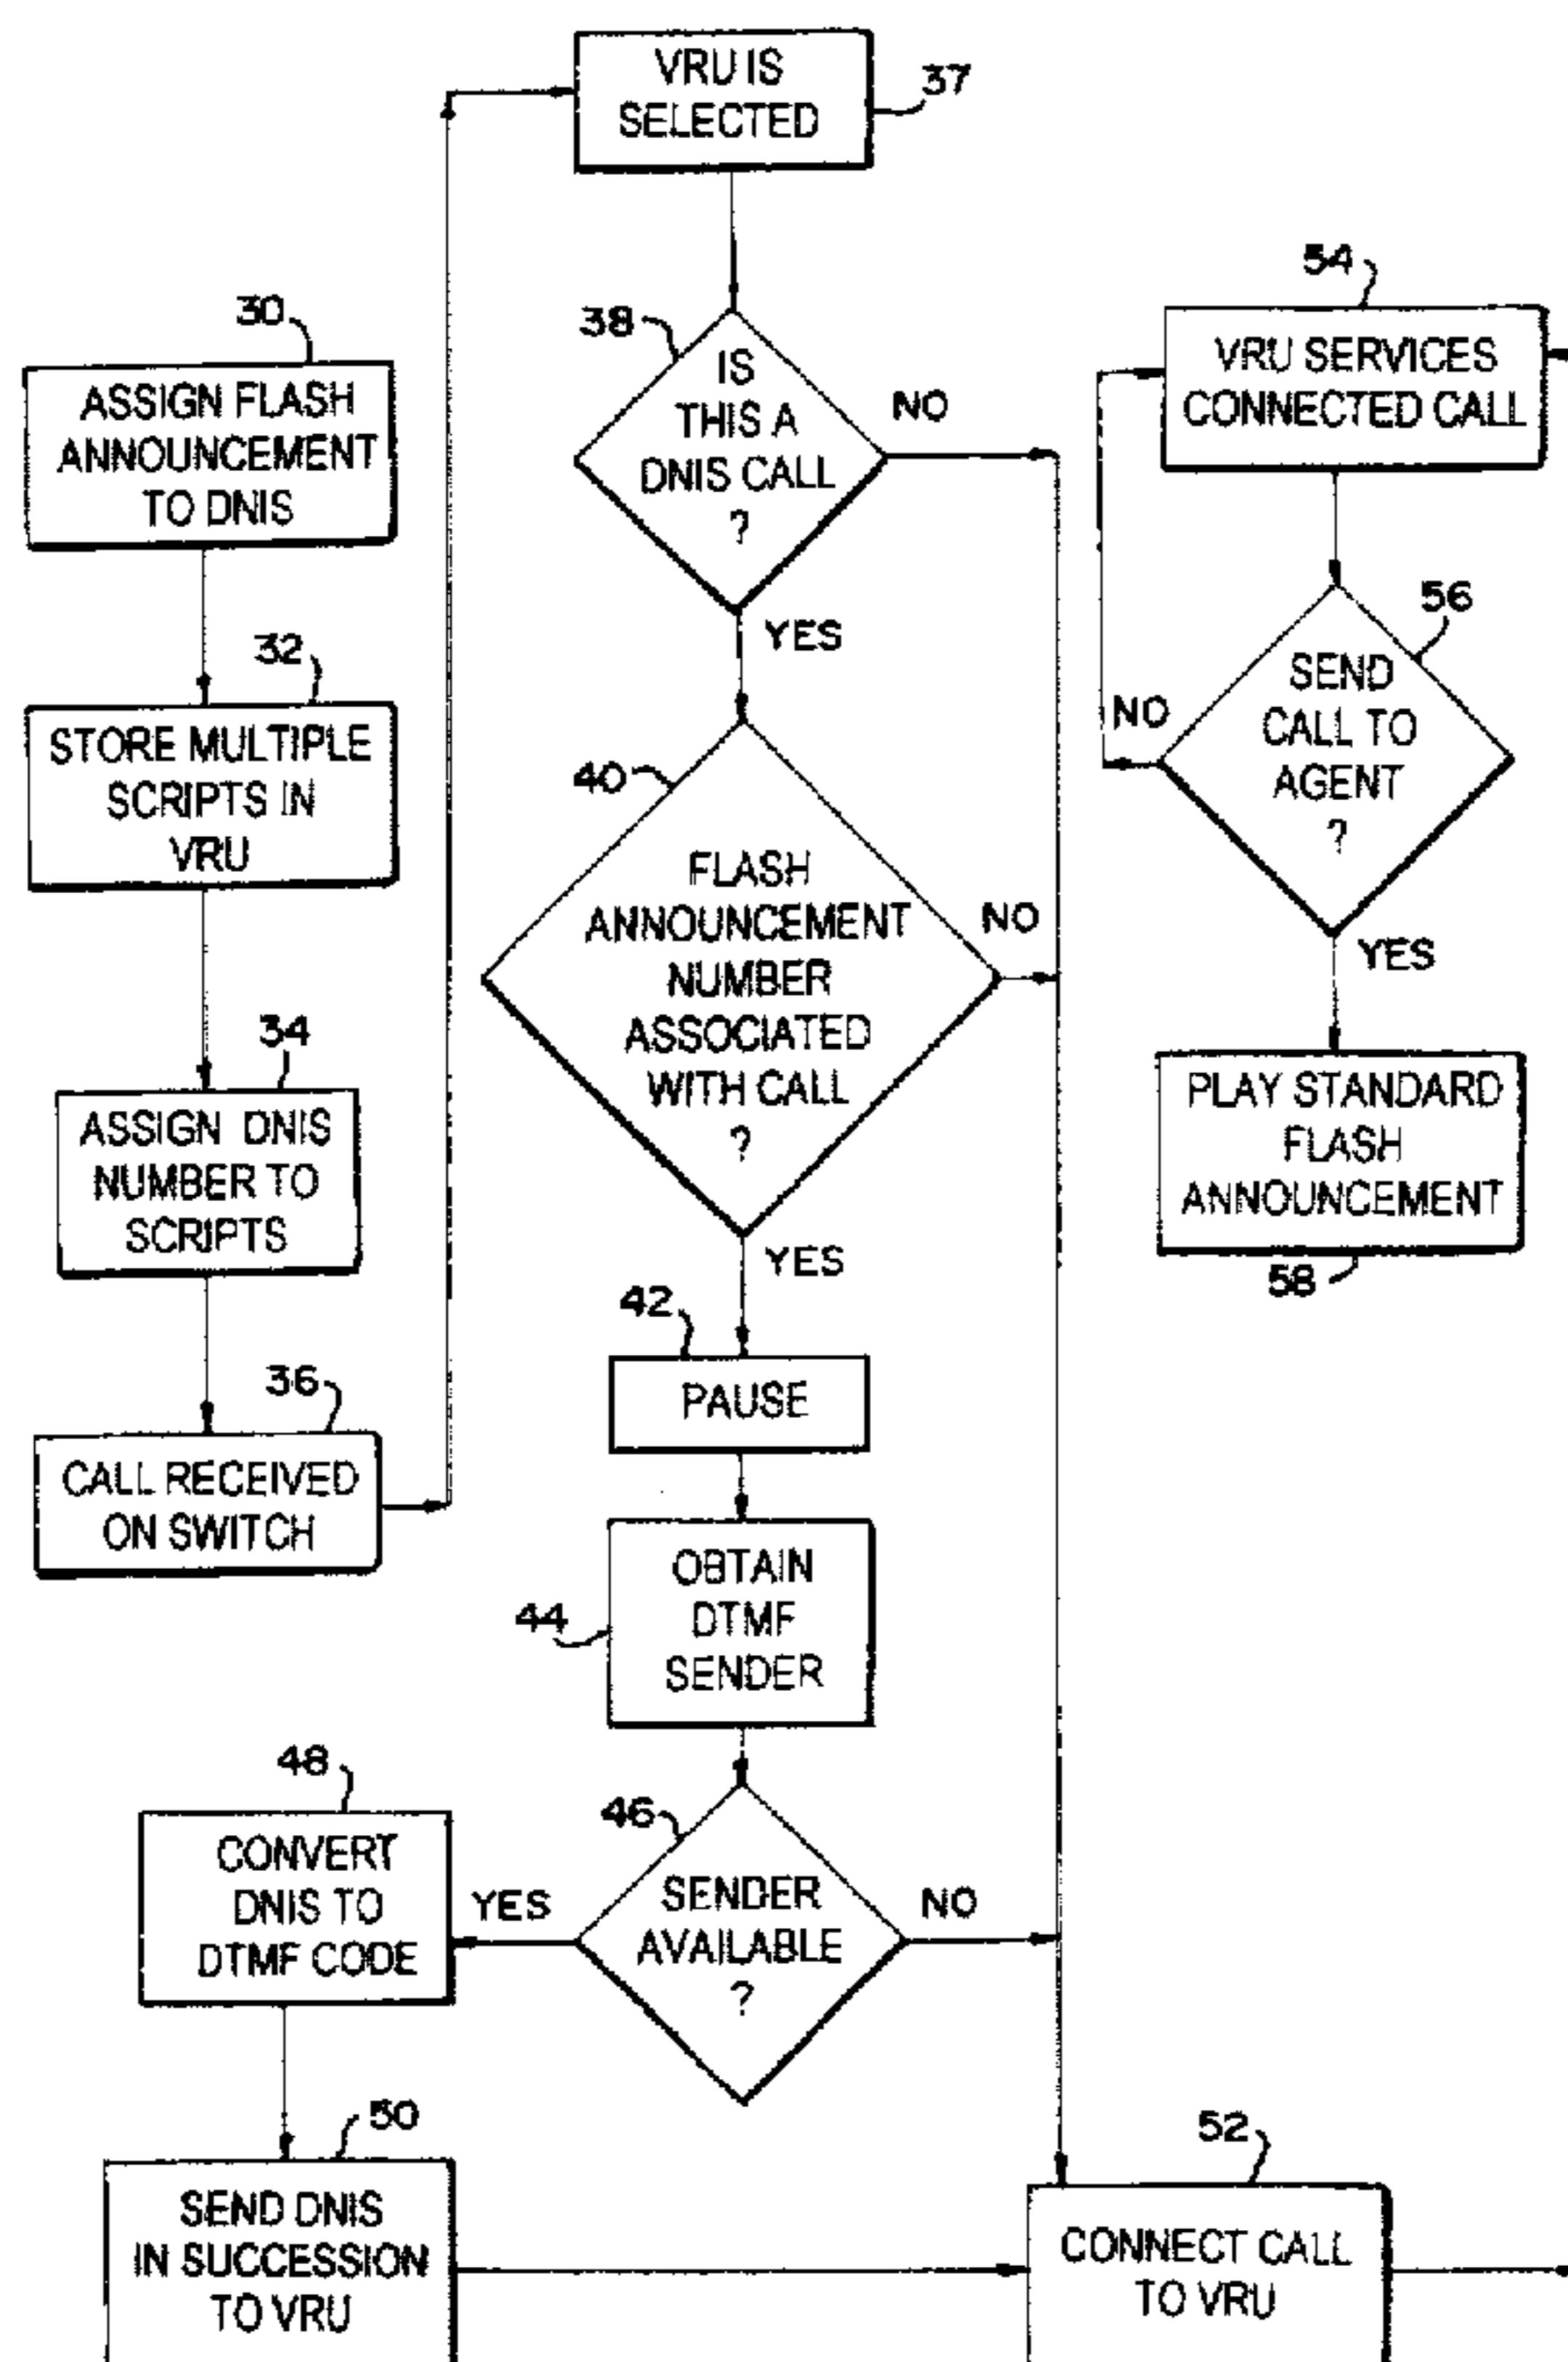 30
ASSIGN FLASH
ANNOUNCEMENT
TO DNIS
32
STORE MULTIPLE
SCRIPTS IN
VRU
34
ASSIGN DNIS
NUMBER TO
SCRIPTS
36
CALL RECEIVED
ON SWITCH
VRU IS
SELECTED
37
38
IS
THIS A
DNIS CALL
?
NO
YES
40
FLASH
ANNOUNCEMENT
NUMBER
ASSOCIATED
WITH CALL
?
NO
YES
42
PAUSE
44
OBTAIN
DTMF
SENDER
46
SENDER
AVAILABLE
?
YES
NO
48
CONVERT
DNIS TO
DTMF CODE
50
SEND DNIS
IN SUCCESSION
TO VRU
52
CONNECT CALL
TO VRU
54
VRU SERVICES
CONNECTED CALL
56
SEND
CALL TO
AGENT
?
NO
YES
PLAY STANDARD
FLASH
ANNOUNCEMENT
58